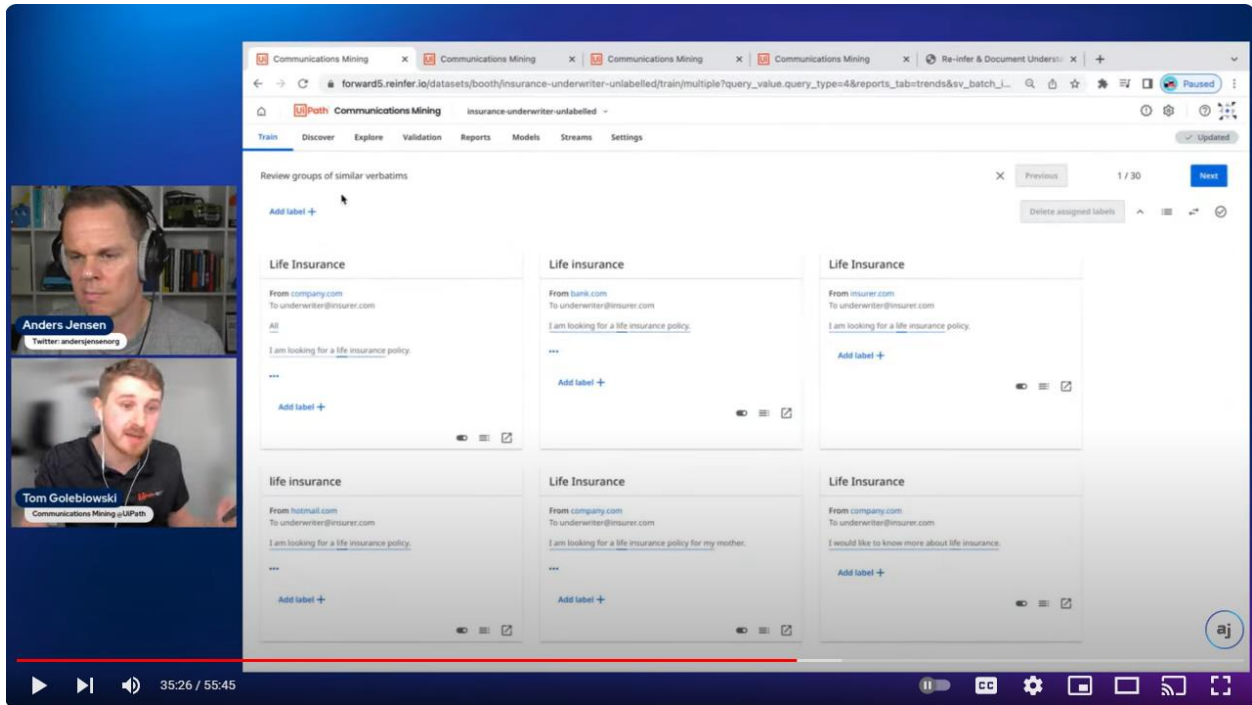 Communications Mining
Communications Mining
Communications Mining
Communications Mining
Re-infer & Document Underst
forward5.reinfer.io/datasets/booth/insurance-underwriter-unlabelled/train/multiple?query_value.query_type=4&reports_tab=trends&sv_batch_i...
Paused
UiPath Communications Mining insurance-underwriter-unlabelled
Train Discover Explore Validation Reports Models Streams Settings
Updated
Review groups of similar verbatims
Previous 1 / 30 Next
Add label +
Delete assigned labels
Life Insurance
From company.com
To underwriter@insurer.com
All
I am looking for a life insurance policy.
...
Add label +
Life insurance
From bank.com
To underwriter@insurer.com
I am looking for a life insurance policy.
...
Add label +
Life Insurance
From insurer.com
To underwriter@insurer.com
I am looking for a life insurance policy.
Add label +
life insurance
From hotmail.com
To underwriter@insurer.com
I am looking for a life insurance policy.
...
Add label +
Life Insurance
From company.com
To underwriter@insurer.com
I am looking for a life insurance policy for my mother.
...
Add label +
Life Insurance
From company.com
To underwriter@insurer.com
I would like to know more about life insurance.
Add label +
Anders Jensen
Twitter: andersjensenorg
Tom Golebiowski
Communications Mining @UiPath
aj
35:26 / 55:45
CC